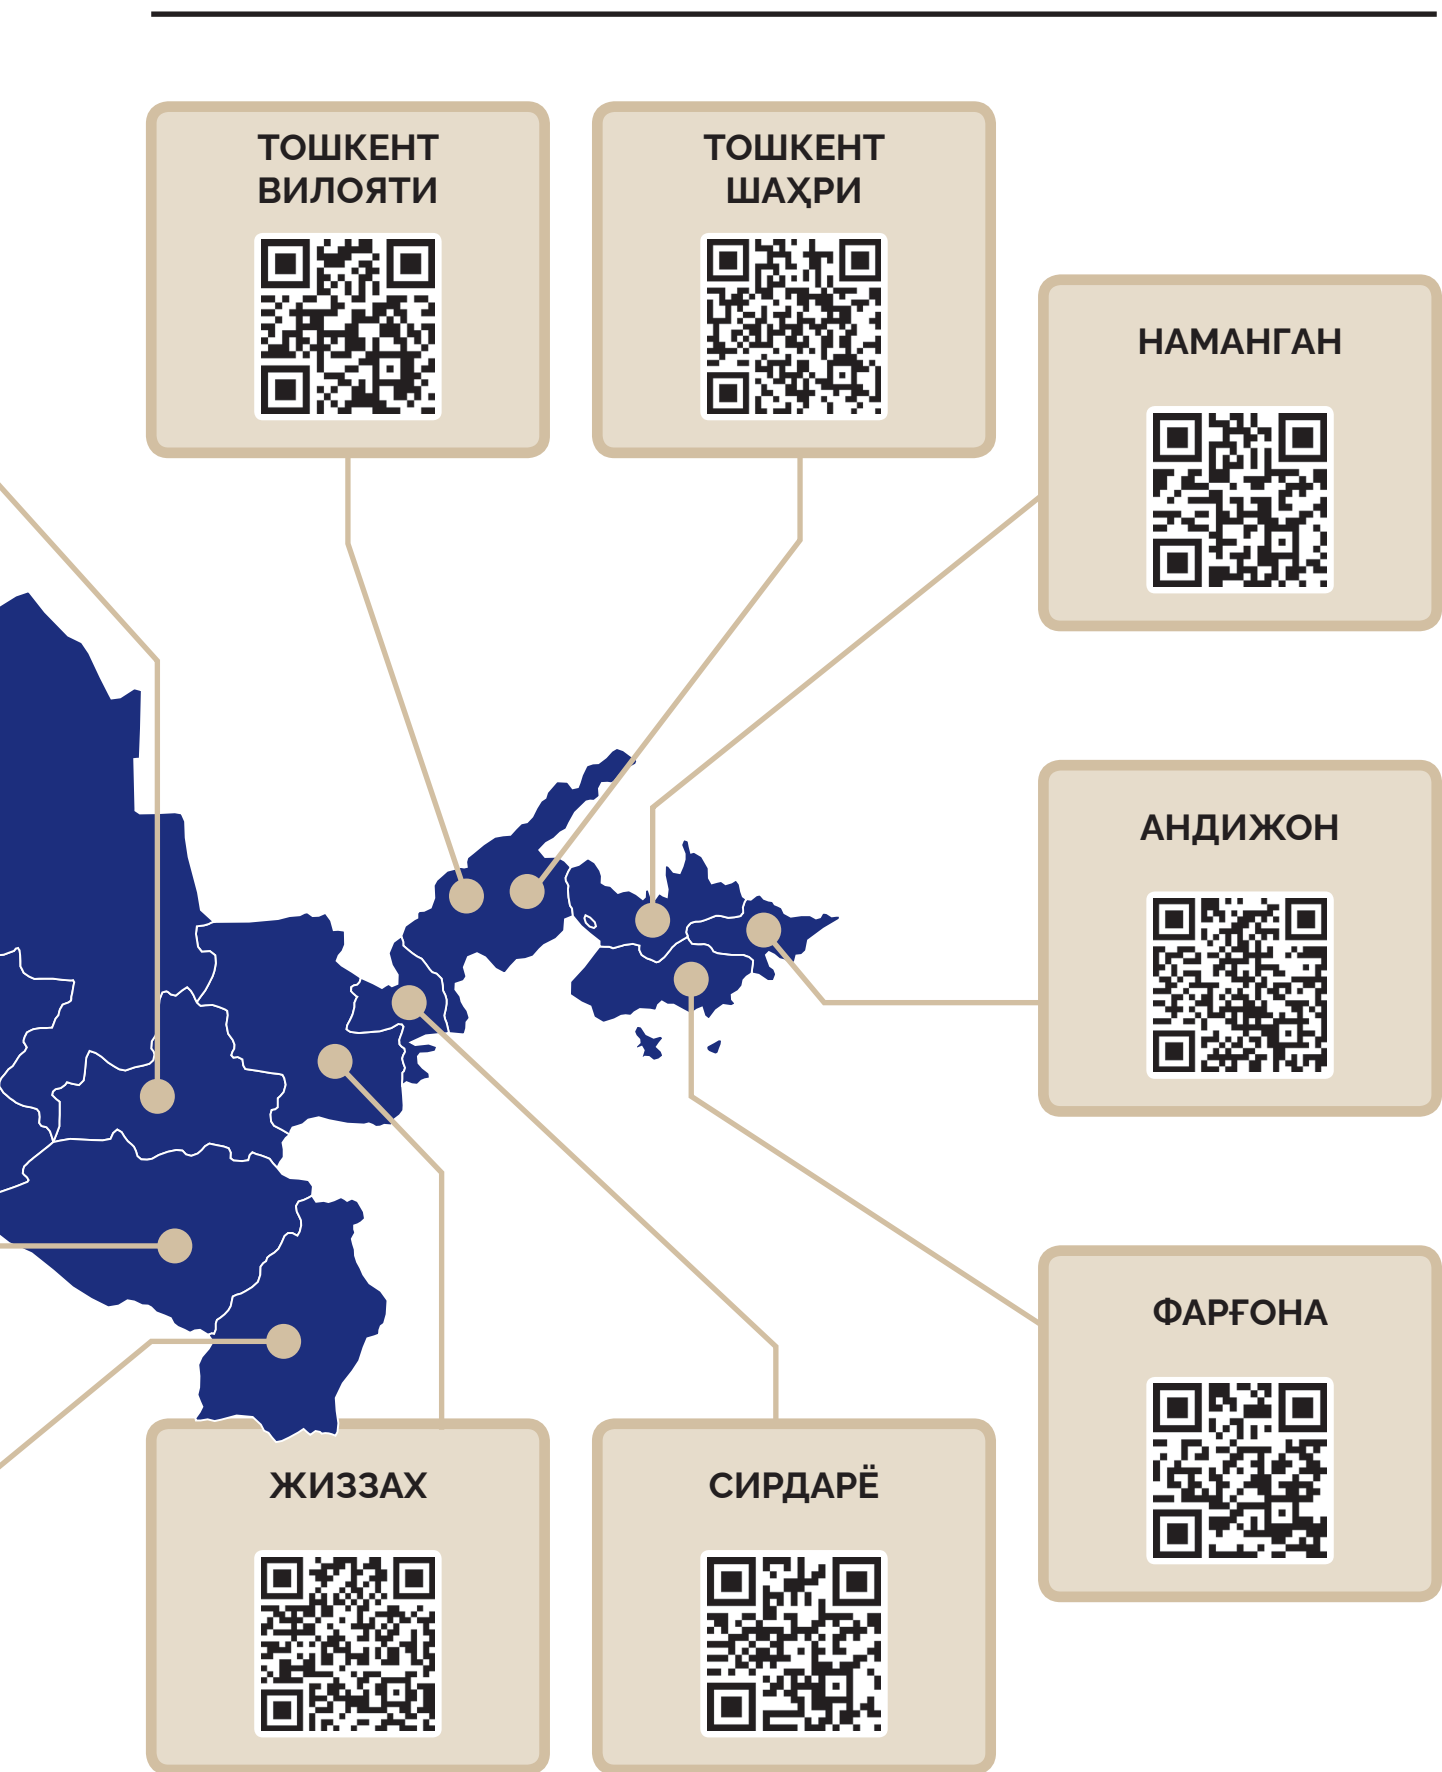 ТОШКЕНТ
ВИЛОЯТИ
ТОШКЕНТ
ШАҲРИ
НАМАНГАН
АНДИЖОН
ФАРҒОНА
ЖИЗЗАХ
СИРДАРЁ